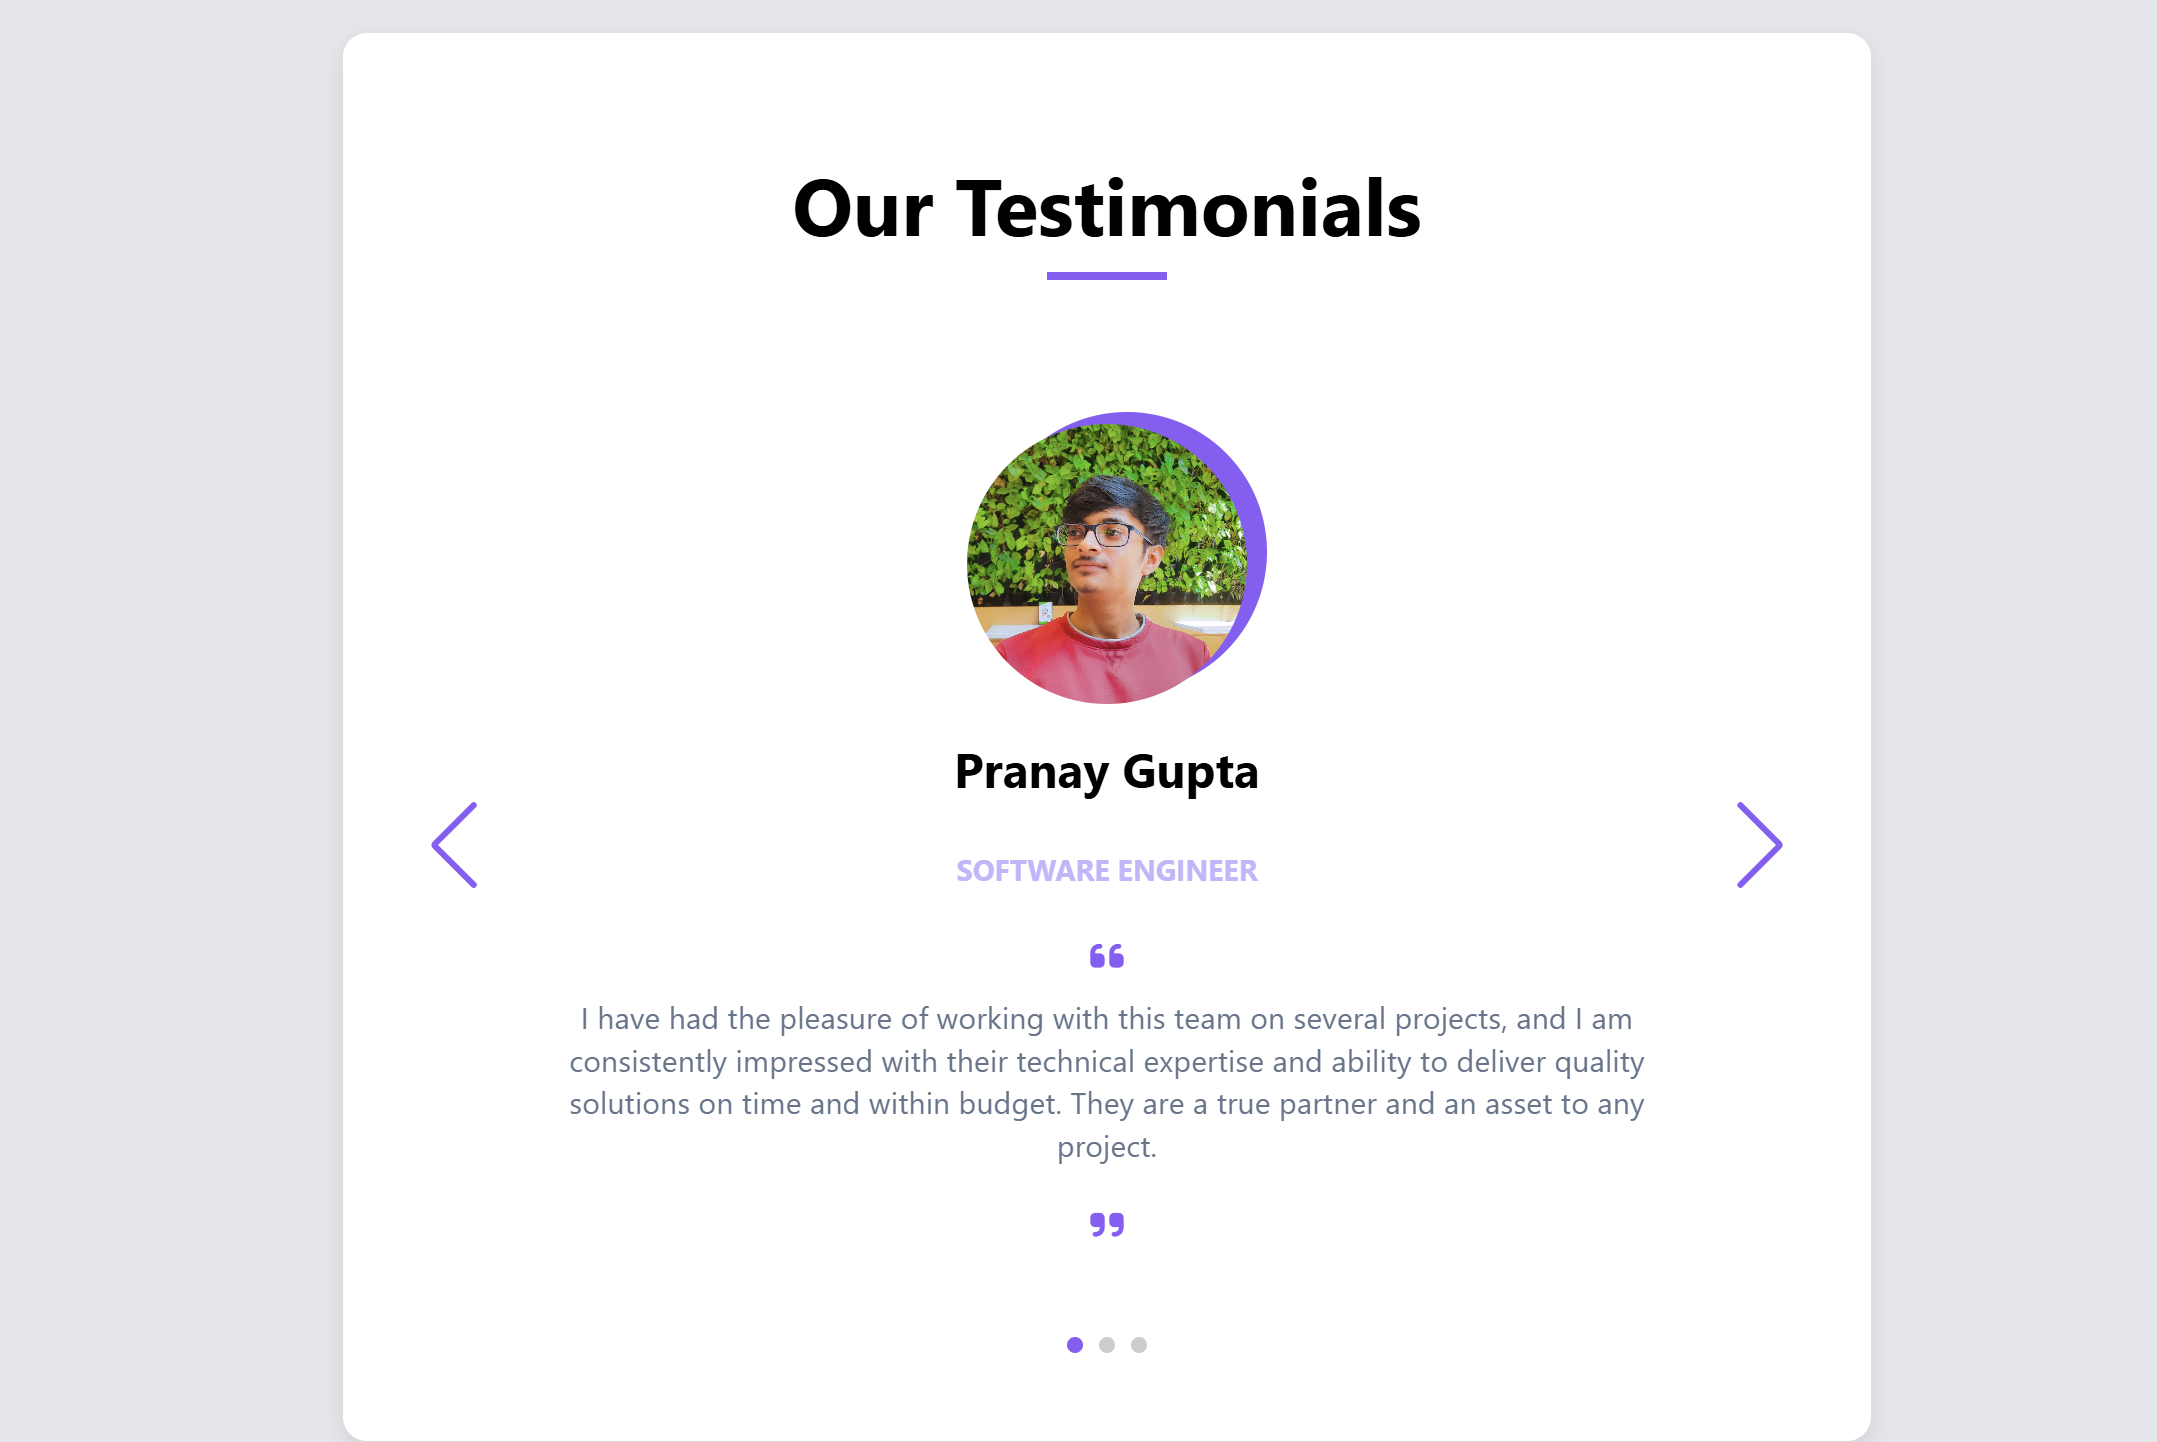 Our Testimonials
Pranay Gupta
SOFTWARE ENGINEER
“
I have had the pleasure of working with this team on several projects, and I am
consistently impressed with their technical expertise and ability to deliver quality
solutions on time and within budget. They are a true partner and an asset to any
project.
”